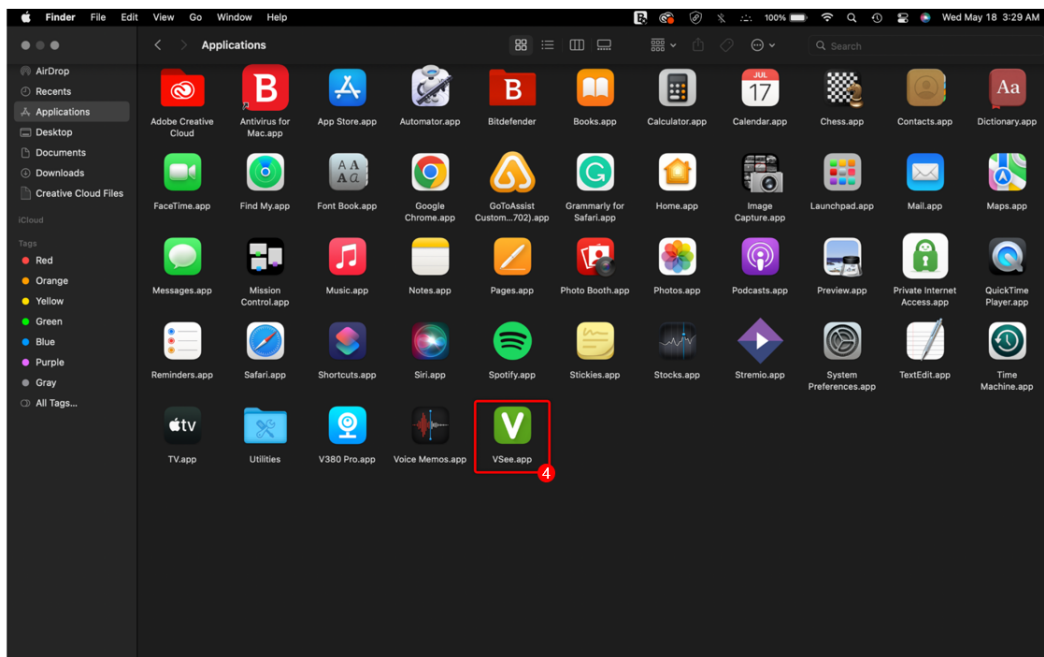 Finder File Edit View Go Window Help 100% Wed May 18 3:29 AM
Applications
Search
AirDrop
Recents
Applications
Desktop
Documents
Downloads
Creative Cloud Files
iCloud
Tags
Red
Orange
Yellow
Green
Blue
Purple
Gray
All Tags...
B
B
JUL
17
Aa
Adobe Creative Cloud
Antivirus for Mac.app
App Store.app
Automator.app
Bitdefender
Books.app
Calculator.app
Calendar.app
Chess.app
Contacts.app
Dictionary.app
AA
Aa
G
FaceTime.app
Find My.app
Font Book.app
Google Chrome.app
GoToAssist Custom...702).app
Grammarly for Safari.app
Home.app
Image Capture.app
Launchpad.app
Mail.app
Maps.app
Messages.app
Mission Control.app
Music.app
Notes.app
Pages.app
Photo Booth.app
Photos.app
Podcasts.app
Preview.app
Private Internet Access.app
QuickTime Player.app
Reminders.app
Safari.app
Shortcuts.app
Siri.app
Spotify.app
Stickies.app
Stocks.app
Stremio.app
System Preferences.app
TextEdit.app
Time Machine.app
tv
V
TV.app
Utilities
V380 Pro.app
Voice Memos.app
VSee.app
4